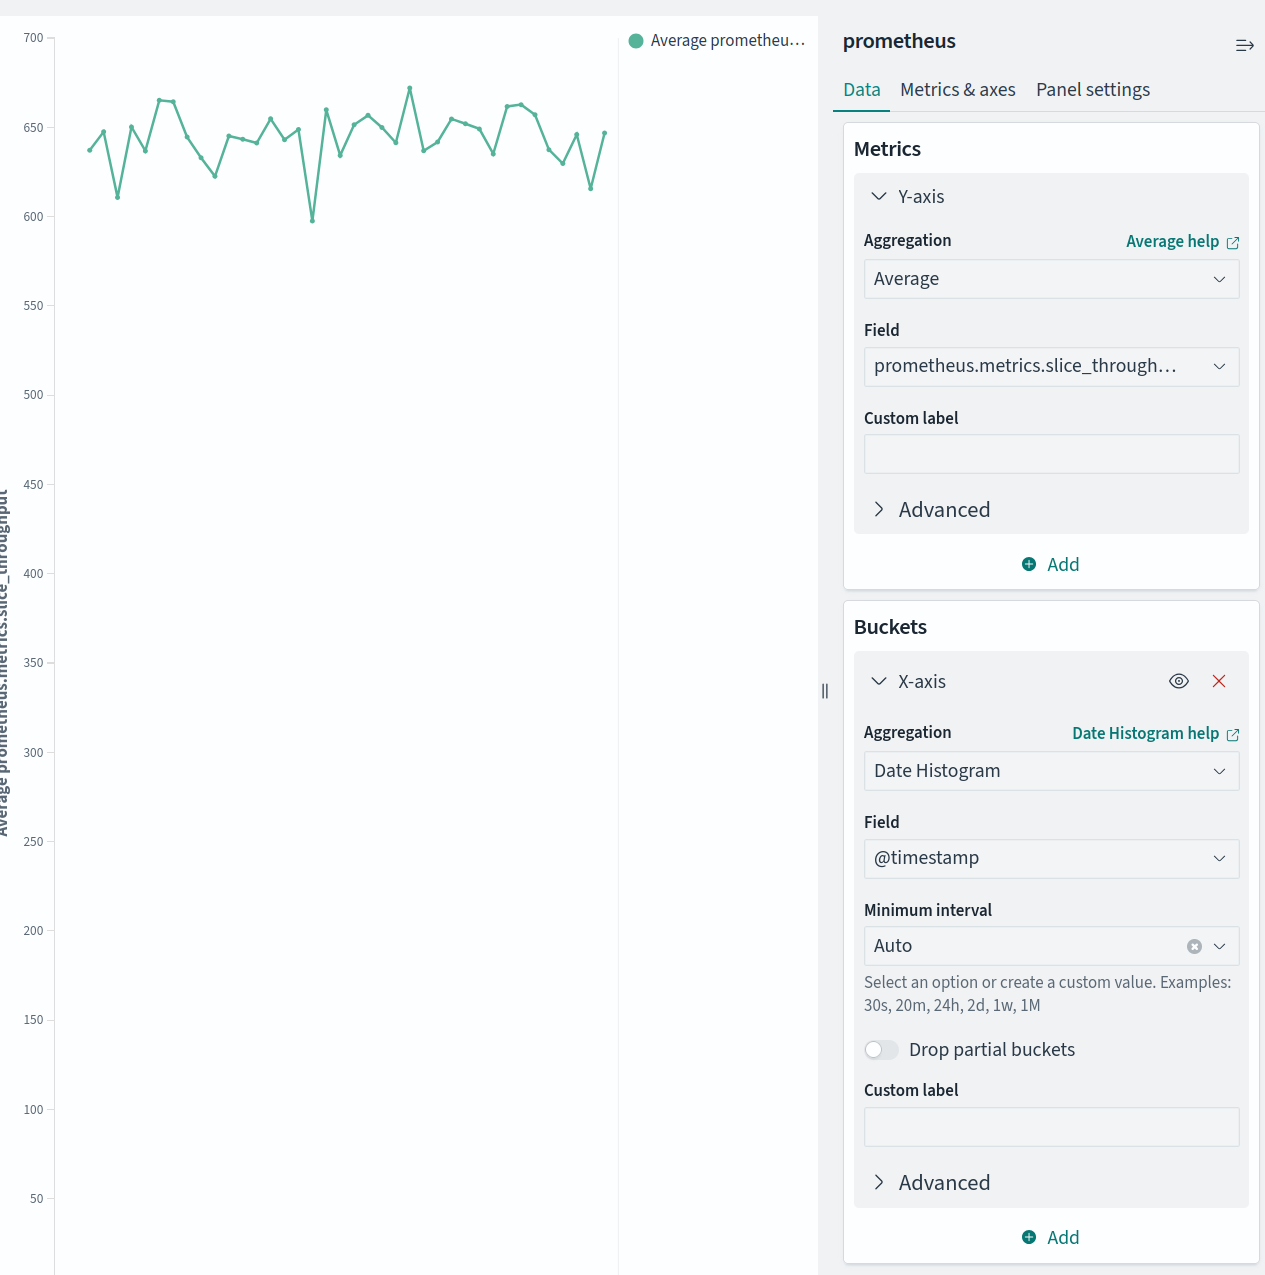 700
650
600
550
500
450
400
350
300
250
200
150
100
50
Average prometheus.metrics.slice_throughput
Average prometheu…
prometheus
Data
Metrics & axes
Panel settings
Metrics
Y-axis
Aggregation
Average help
Average
Field
prometheus.metrics.slice_through…
Custom label
Advanced
Add
Buckets
X-axis
Aggregation
Date Histogram help
Date Histogram
Field
@timestamp
Minimum interval
Auto
Select an option or create a custom value. Examples:
30s, 20m, 24h, 2d, 1w, 1M
Drop partial buckets
Custom label
Advanced
Add